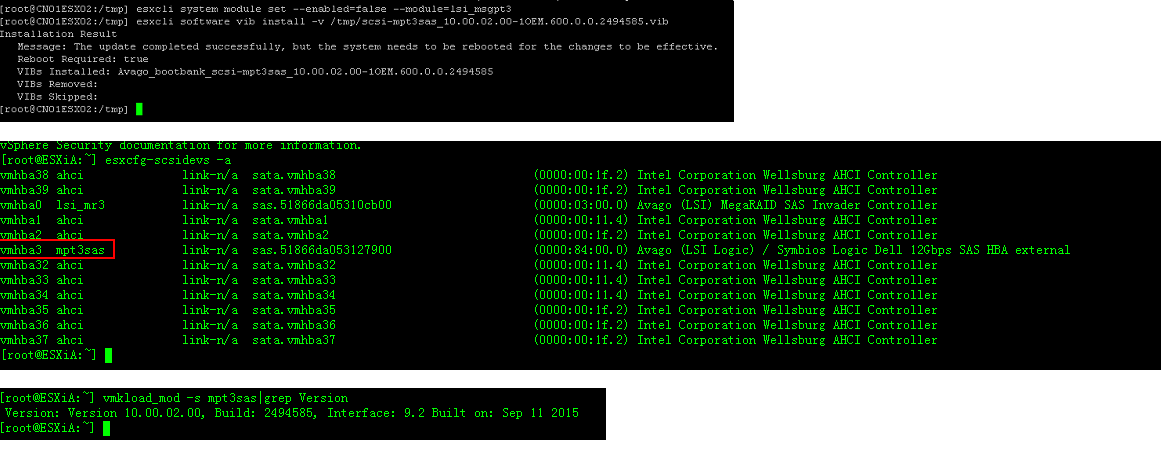 [root@CNO1ESX02:/tmp] esxcli system module set --enabled=false --module=lsi_msgpt3
[root@CNO1ESX02:/tmp] esxcli software vib install -v /tmp/scsi-mpt3sas_10.00.02.00-1OEM.600.0.0.2494585.vib
Installation Result
Message: The update completed successfully, but the system needs to be rebooted for the changes to be effective.
Reboot Required: true
VIBs Installed: Avago_bootbank_scsi-mpt3sas_10.00.02.00-1OEM.600.0.0.2494585
VIBs Removed:
VIBs Skipped:
[root@CNO1ESX02:/tmp]
vSphere Security documentation for more information.
[root@ESXiA:~] esxcfg-scsidevs -a
vmhba38 ahci link-n/a sata.vmhba38 (0000:00:1f.2) Intel Corporation Wellsburg AHCI Controller
vmhba39 ahci link-n/a sata.vmhba39 (0000:00:1f.2) Intel Corporation Wellsburg AHCI Controller
vmhba0 lsi_mr3 link-n/a sas.51866da05310cb00 (0000:03:00.0) Avago (LSI) MegaRAID SAS Invader Controller
vmhba1 ahci link-n/a sata.vmhba1 (0000:00:11.4) Intel Corporation Wellsburg AHCI Controller
vmhba2 ahci link-n/a sata.vmhba2 (0000:00:1f.2) Intel Corporation Wellsburg AHCI Controller
vmhba3 mpt3sas link-n/a sas.51866da053127900 (0000:84:00.0) Avago (LSI Logic) / Symbios Logic Dell 12Gbps SAS HBA external
vmhba32 ahci link-n/a sata.vmhba32 (0000:00:11.4) Intel Corporation Wellsburg AHCI Controller
vmhba33 ahci link-n/a sata.vmhba33 (0000:00:11.4) Intel Corporation Wellsburg AHCI Controller
vmhba34 ahci link-n/a sata.vmhba34 (0000:00:11.4) Intel Corporation Wellsburg AHCI Controller
vmhba35 ahci link-n/a sata.vmhba35 (0000:00:1f.2) Intel Corporation Wellsburg AHCI Controller
vmhba36 ahci link-n/a sata.vmhba36 (0000:00:1f.2) Intel Corporation Wellsburg AHCI Controller
vmhba37 ahci link-n/a sata.vmhba37 (0000:00:1f.2) Intel Corporation Wellsburg AHCI Controller
[root@ESXiA:~]
[root@ESXiA:~] vmkload_mod -s mpt3sas|grep Version
Version: Version 10.00.02.00, Build: 2494585, Interface: 9.2 Built on: Sep 11 2015
[root@ESXiA:~]